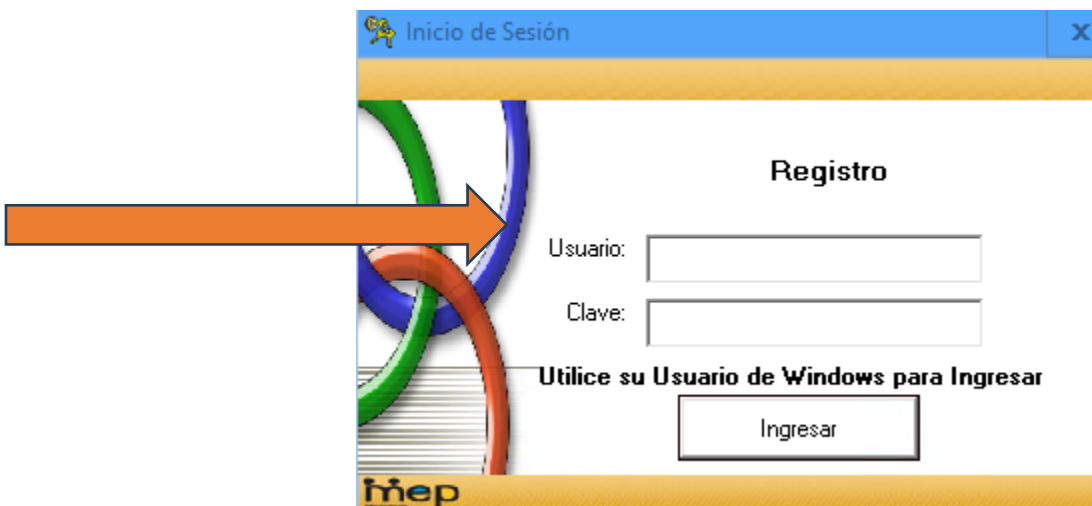 Inicio de Sesión
Registro
Usuario:
Clave:
Utilice su Usuario de Windows para Ingresar
Ingresar
mep